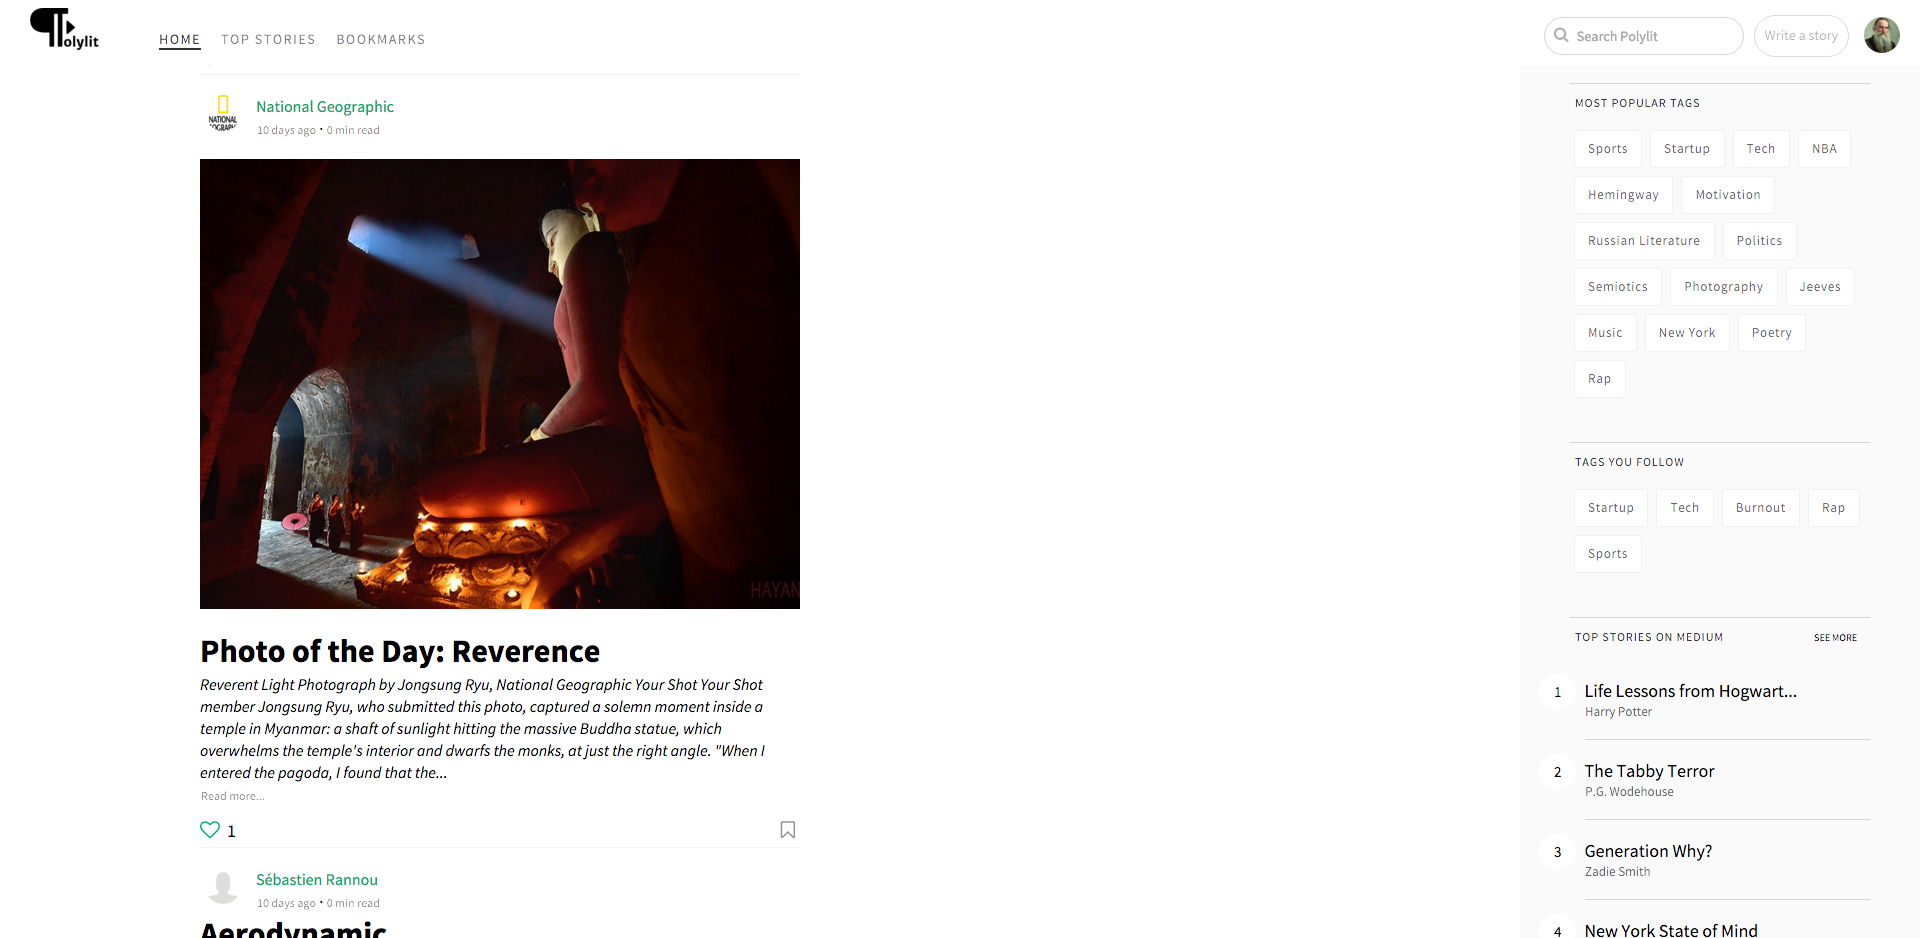 olylit
HOME TOP STORIES BOOKMARKS
Search Polylit
Write a story
National Geographic
10 days ago • 0 min read
NATIONAL
HAYAN
Photo of the Day: Reverence
Reverent Light Photograph by Jongsung Ryu, National Geographic Your Shot Your Shot
member Jongsung Ryu, who submitted this photo, captured a solemn moment inside a
temple in Myanmar: a shaft of sunlight hitting the massive Buddha statue, which
overwhelms the temple's interior and dwarfs the monks, at just the right angle. "When I
entered the pagoda, I found that the...
Read more...
1
Sébastien Rannou
10 days ago • 0 min read
Aerodynamic
MOST POPULAR TAGS
Sports Startup Tech NBA
Hemingway Motivation
Russian Literature Politics
Semiotics Photography Jeeves
Music New York Poetry
Rap
TAGS YOU FOLLOW
Startup Tech Burnout Rap
Sports
TOP STORIES ON MEDIUM SEE MORE
1 Life Lessons from Hogwart...
Harry Potter
2 The Tabby Terror
P.G. Wodehouse
3 Generation Why?
Zadie Smith
4 New York State of Mind